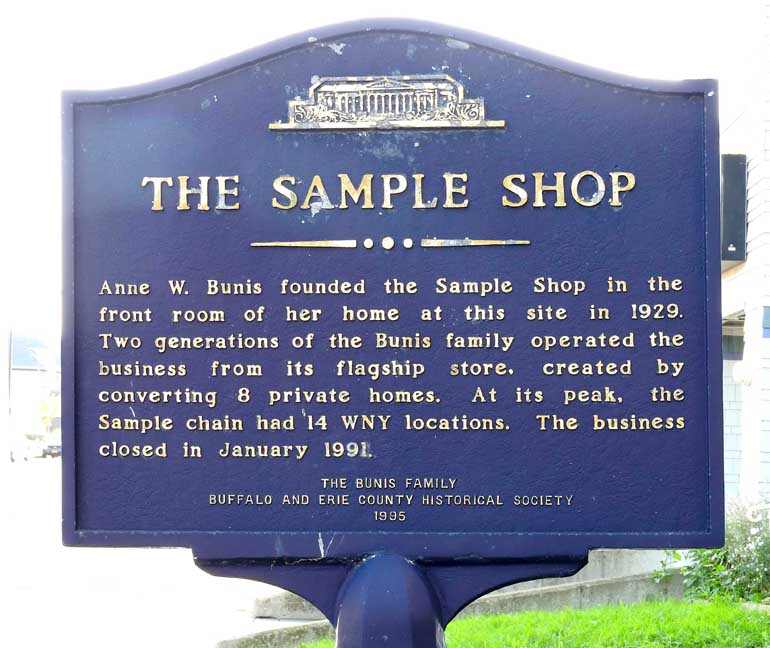 THE SAMPLE SHOP
Anne W. Bunis founded the Sample Shop in the
front room of her home at this site in 1929.
Two generations of the Bunis family operated the
business from its flagship store, created by
converting 8 private homes. At its peak, the
Sample chain had 14 WNY locations. The business
closed in January 1991.
THE BUNIS FAMILY
BUFFALO AND ERIE COUNTY HISTORICAL SOCIETY
1995